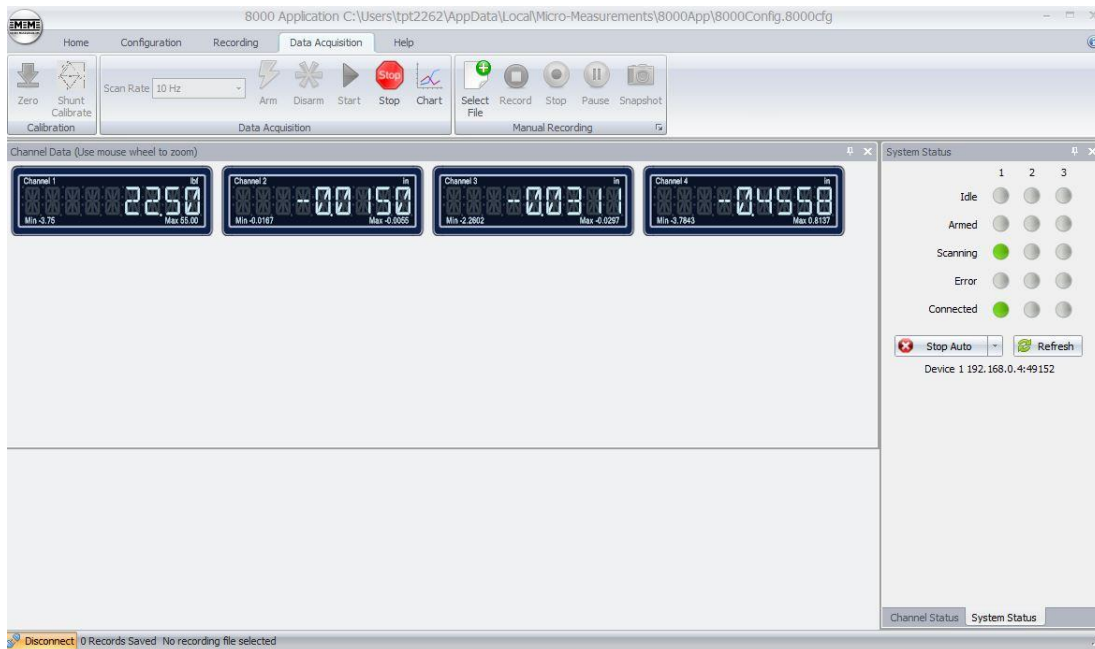 8000 Application C:\Users\tpt2262\AppData\Local\Micro-Measurements\8000App\8000Config.8000cfg
Home Configuration Recording Data Acquisition Help
Zero
Shunt Calibrate
Calibration
Scan Rate 10 Hz
Arm Disarm Start Stop Chart
Data Acquisition
Select File
Record Stop Pause Snapshot
Manual Recording
Channel Data (Use mouse wheel to zoom)
Channel 1 lbf
22.50
Min -3.75 Max 55.00
Channel 2 in
-0.0150
Min -0.0167 Max -0.0055
Channel 3 in
-0.0311
Min -2.2602 Max -0.0297
Channel 4 in
-0.4558
Min -3.7843 Max 0.8137
System Status
1 2 3
Idle
Armed
Scanning
Error
Connected
Stop Auto Refresh
Device 1 192.168.0.4:49152
Channel Status System Status
Disconnect 0 Records Saved No recording file selected